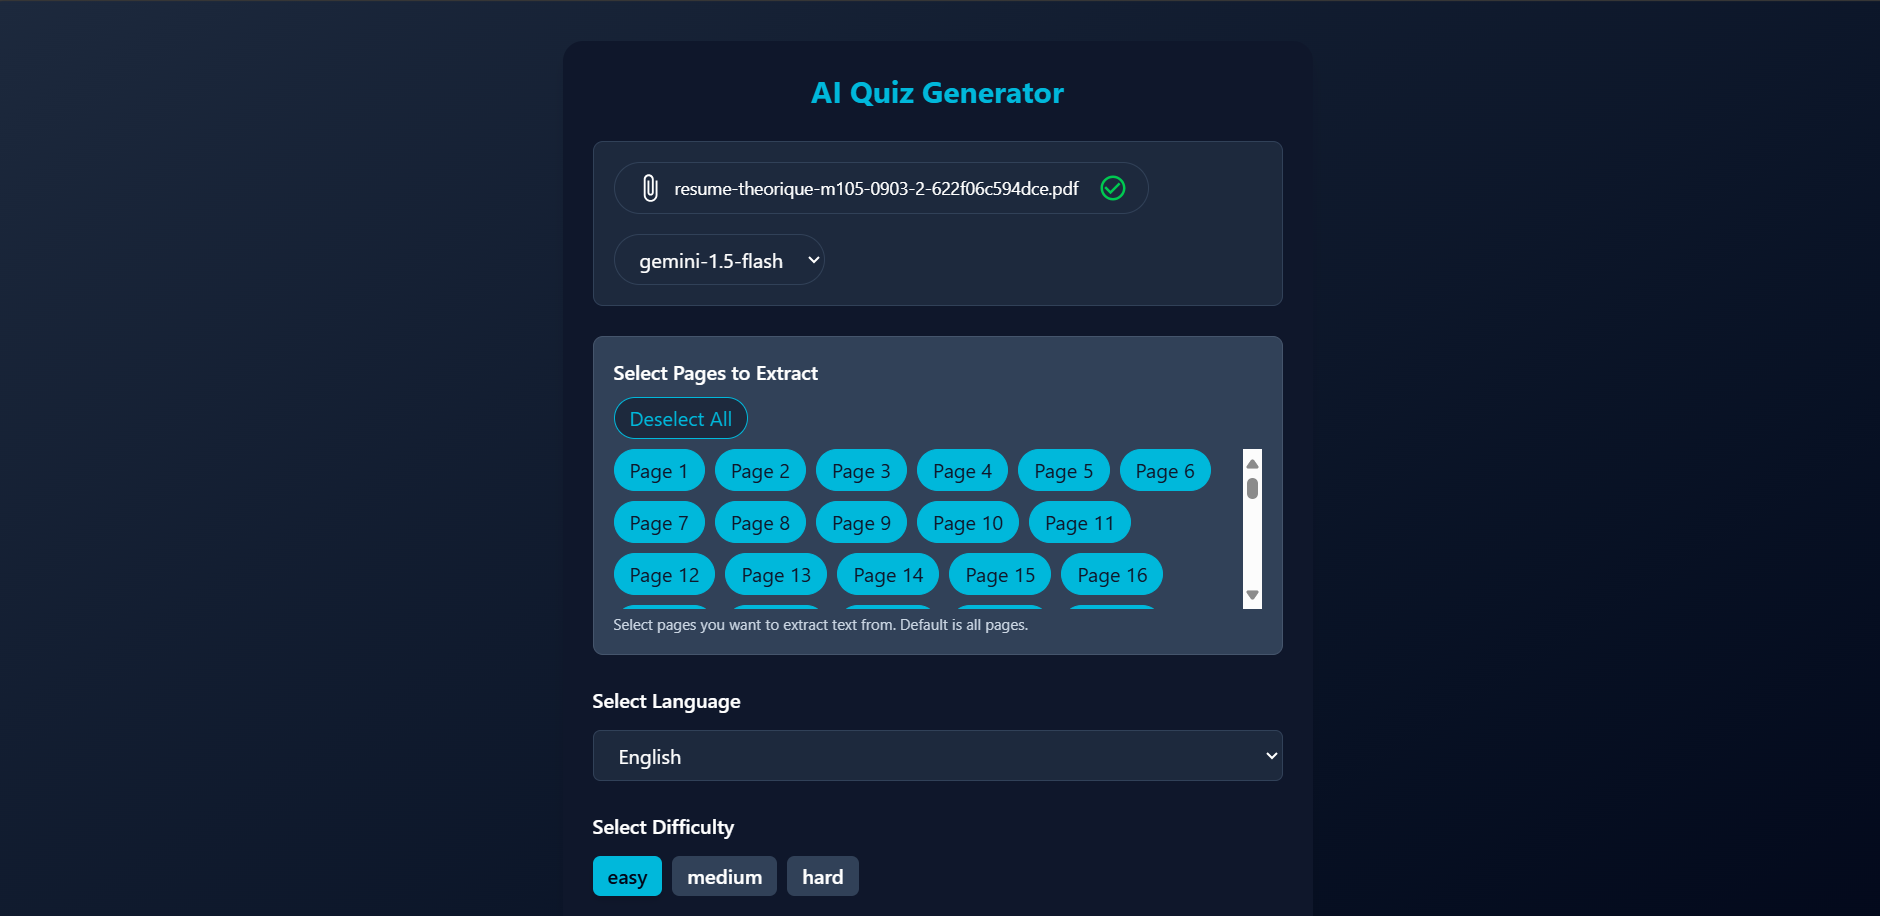 AI Quiz Generator
resume-theorique-m105-0903-2-622f06c594dce.pdf
gemini-1.5-flash
Select Pages to Extract
Deselect All
Page 1 Page 2 Page 3 Page 4 Page 5 Page 6
Page 7 Page 8 Page 9 Page 10 Page 11
Page 12 Page 13 Page 14 Page 15 Page 16
Select pages you want to extract text from. Default is all pages.
Select Language
English
Select Difficulty
easy medium hard